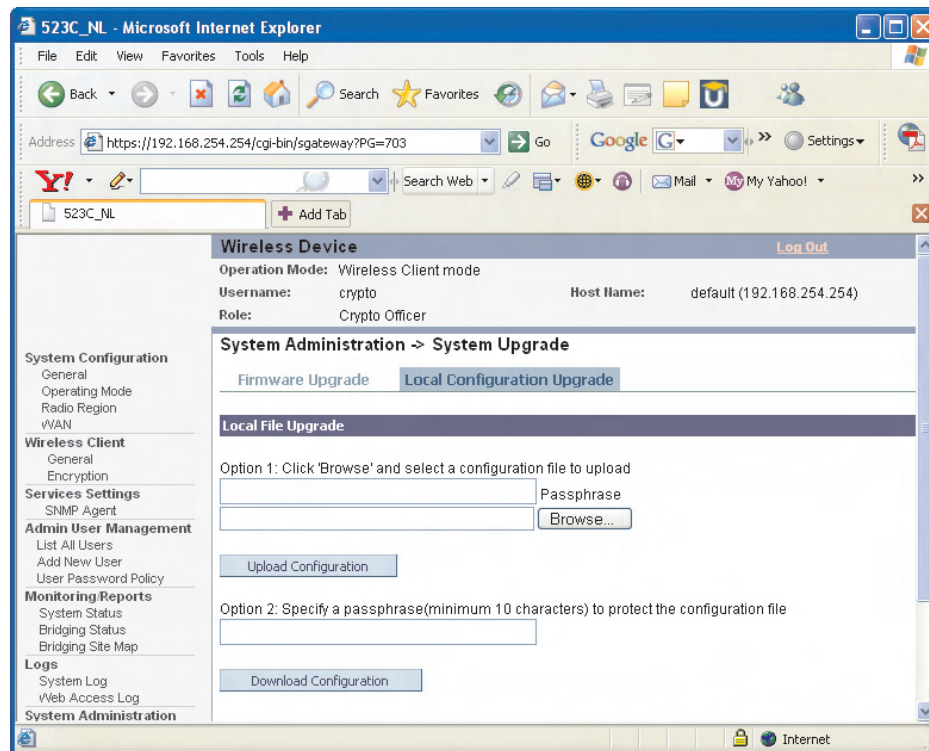 523C_NL - Microsoft Internet Explorer
File Edit View Favorites Tools Help
Back Search Favorites
Address https://192.168.254.254/cgi-bin/sgateway?PG=703 Go Google G Settings
Y! Search Web Mail My My Yahoo!
523C_NL Add Tab
Wireless Device Log Out
Operation Mode: Wireless Client mode
Username: crypto Host Name: default (192.168.254.254)
Role: Crypto Officer
System Administration -> System Upgrade
Firmware Upgrade Local Configuration Upgrade
Local File Upgrade
Option 1: Click 'Browse' and select a configuration file to upload
Passphrase
Browse...
Upload Configuration
Option 2: Specify a passphrase(minimum 10 characters) to protect the configuration file
Download Configuration
System Configuration
General
Operating Mode
Radio Region
WAN
Wireless Client
General
Encryption
Services Settings
SNMP Agent
Admin User Management
List All Users
Add New User
User Password Policy
Monitoring/Reports
System Status
Bridging Status
Bridging Site Map
Logs
System Log
Web Access Log
System Administration
Internet